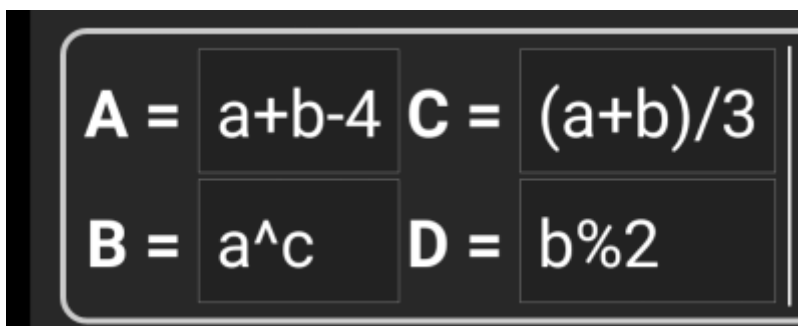 A = a+b-4 C = (a+b)/3
B = a^c D = b%2